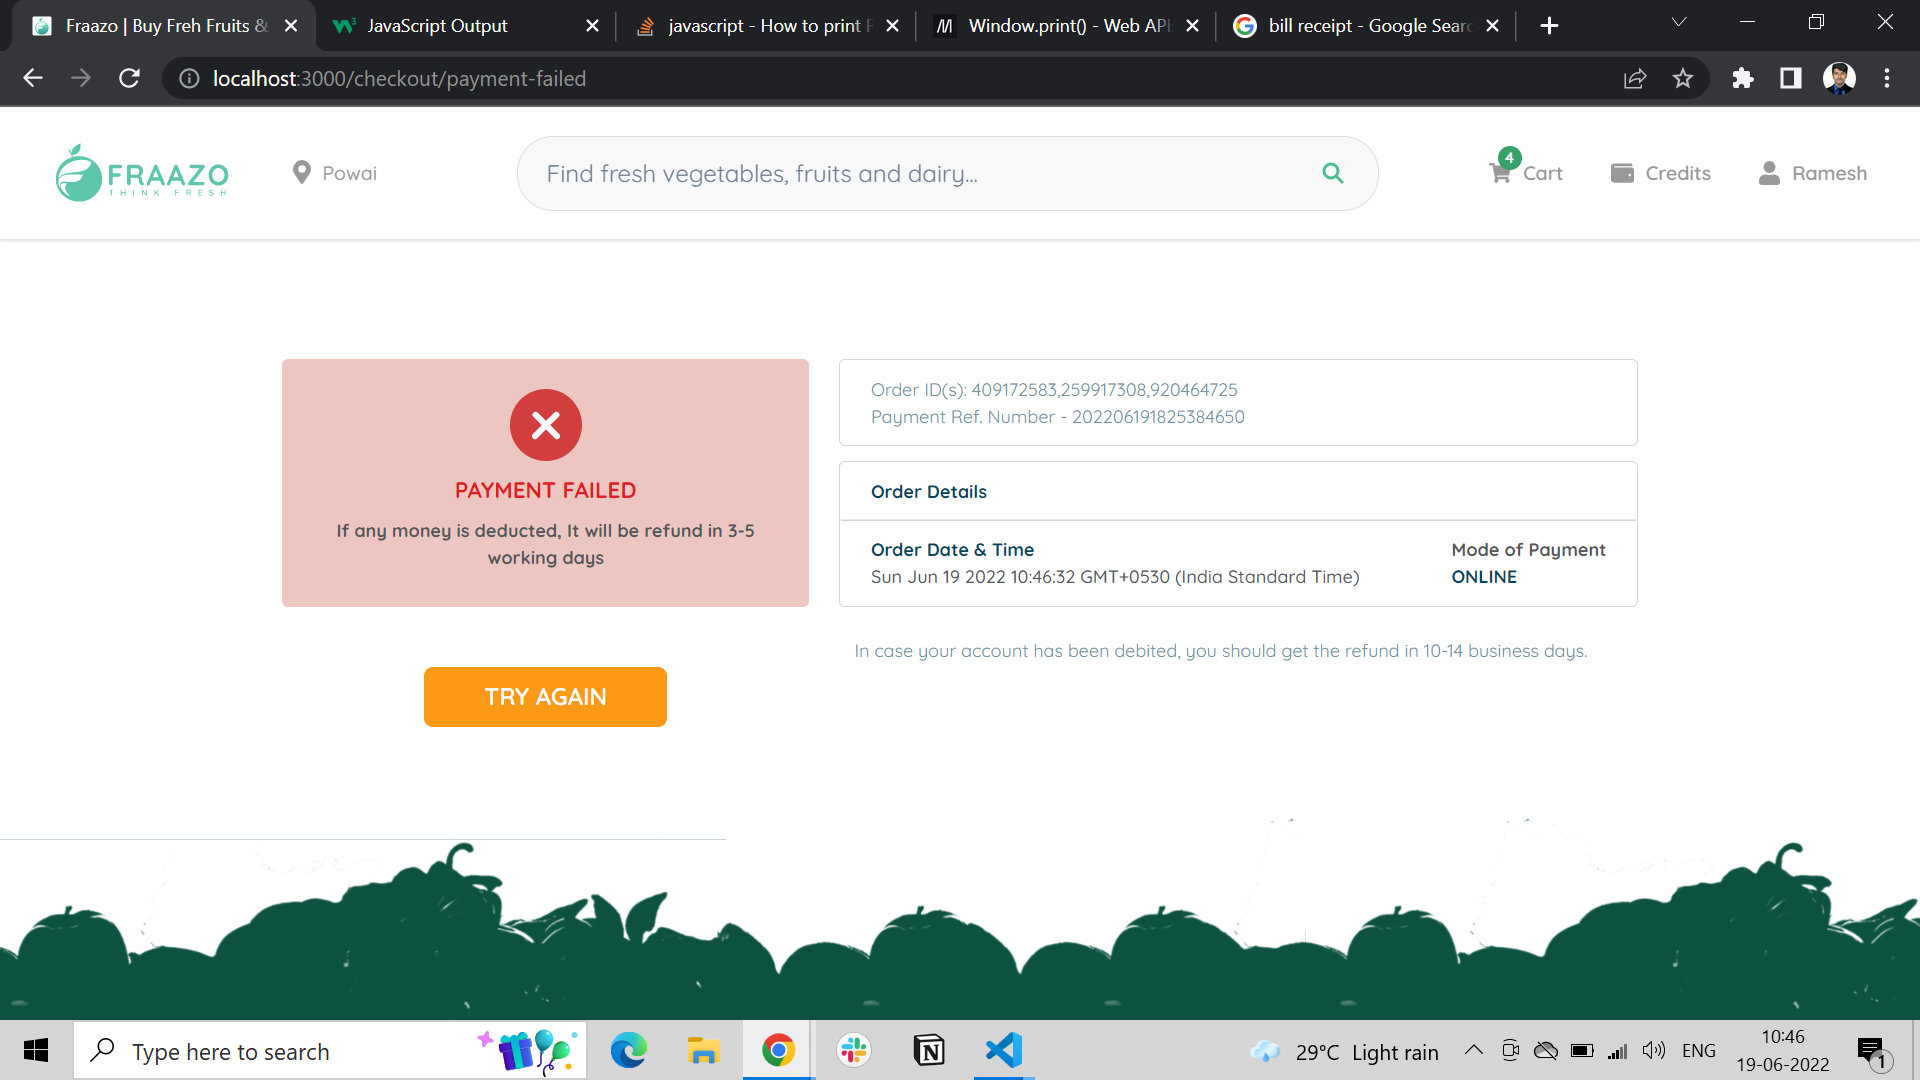 Fraazo | Buy Freh Fruits &
JavaScript Output
javascript - How to print
Window.print() - Web API
bill receipt - Google Sear
localhost:3000/checkout/payment-failed
FRAAZO
THINK FRESH
Powai
Find fresh vegetables, fruits and dairy...
4
Cart
Credits
Ramesh
PAYMENT FAILED
If any money is deducted, It will be refund in 3-5
working days
TRY AGAIN
Order ID(s): 409172583,259917308,920464725
Payment Ref. Number - 202206191825384650
Order Details
Order Date & Time
Sun Jun 19 2022 10:46:32 GMT+0530 (India Standard Time)
Mode of Payment
ONLINE
In case your account has been debited, you should get the refund in 10-14 business days.
Type here to search
29°C Light rain
ENG
10:46
19-06-2022
1